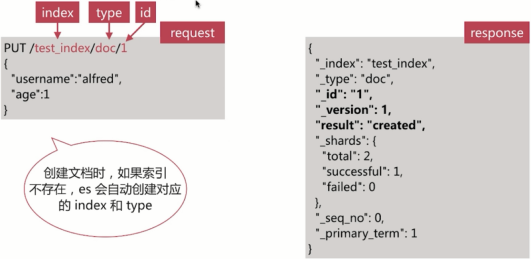 index
type
id
request
PUT /test_index/doc/1
{
"username":"alfred",
"age":1
}
创建文档时，如果索引
不存在，es 会自动创建对应
的 index 和 type
response
{
"_index": "test_index",
"_type": "doc",
"_id": "1",
"_version": 1,
"result": "created",
"_shards": {
"total": 2,
"successful": 1,
"failed": 0
},
"_seq_no": 0,
"_primary_term": 1
}